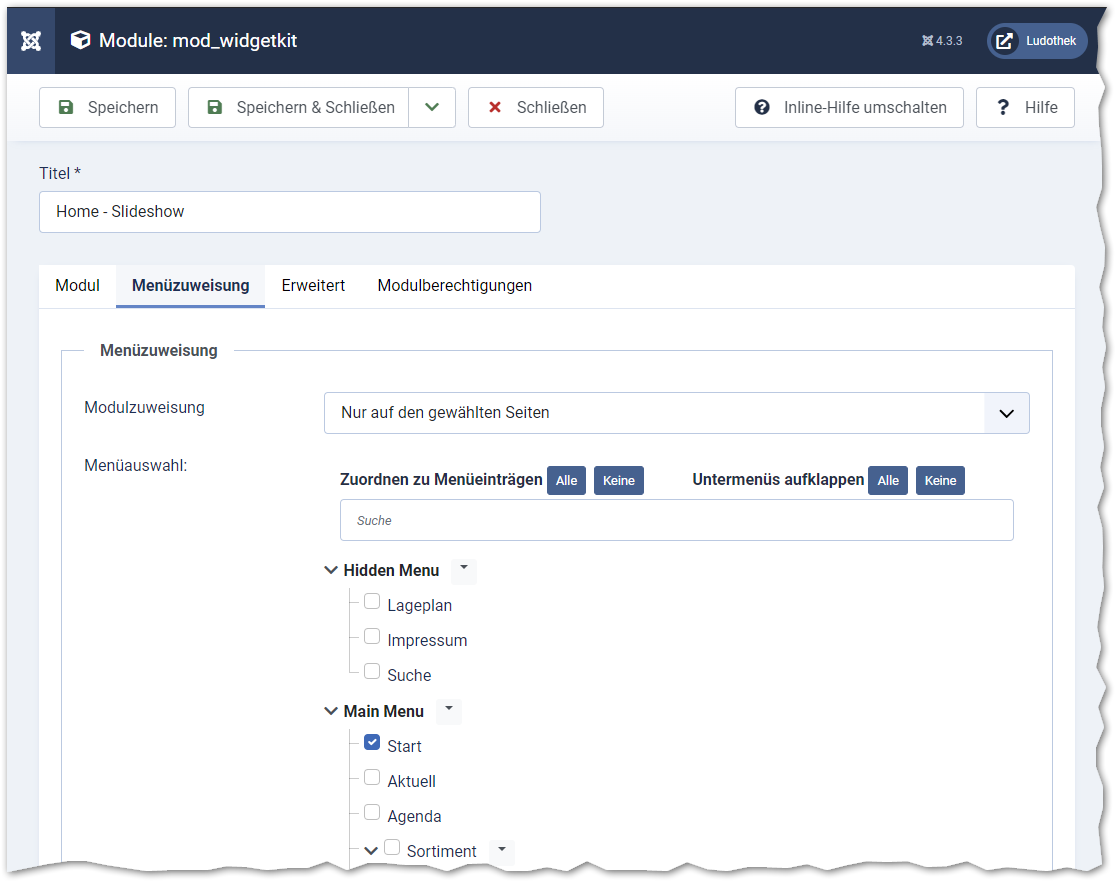 Module: mod_widgetkit 4.3.3 Ludothek
Speichern Speichern & Schließen Schließen Inline-Hilfe umschalten ? Hilfe
Titel *
Home - Slideshow
Modul Menüzuweisung Erweitert Modulberechtigungen
Menüzuweisung
Modulzuweisung Nur auf den gewählten Seiten
Menüauswahl:
Zuordnen zu Menüeinträgen Alle Keine Untermenüs aufklappen Alle Keine
Suche
Hidden Menu
Lageplan
Impressum
Suche
Main Menu
Start
Aktuell
Agenda
Sortiment